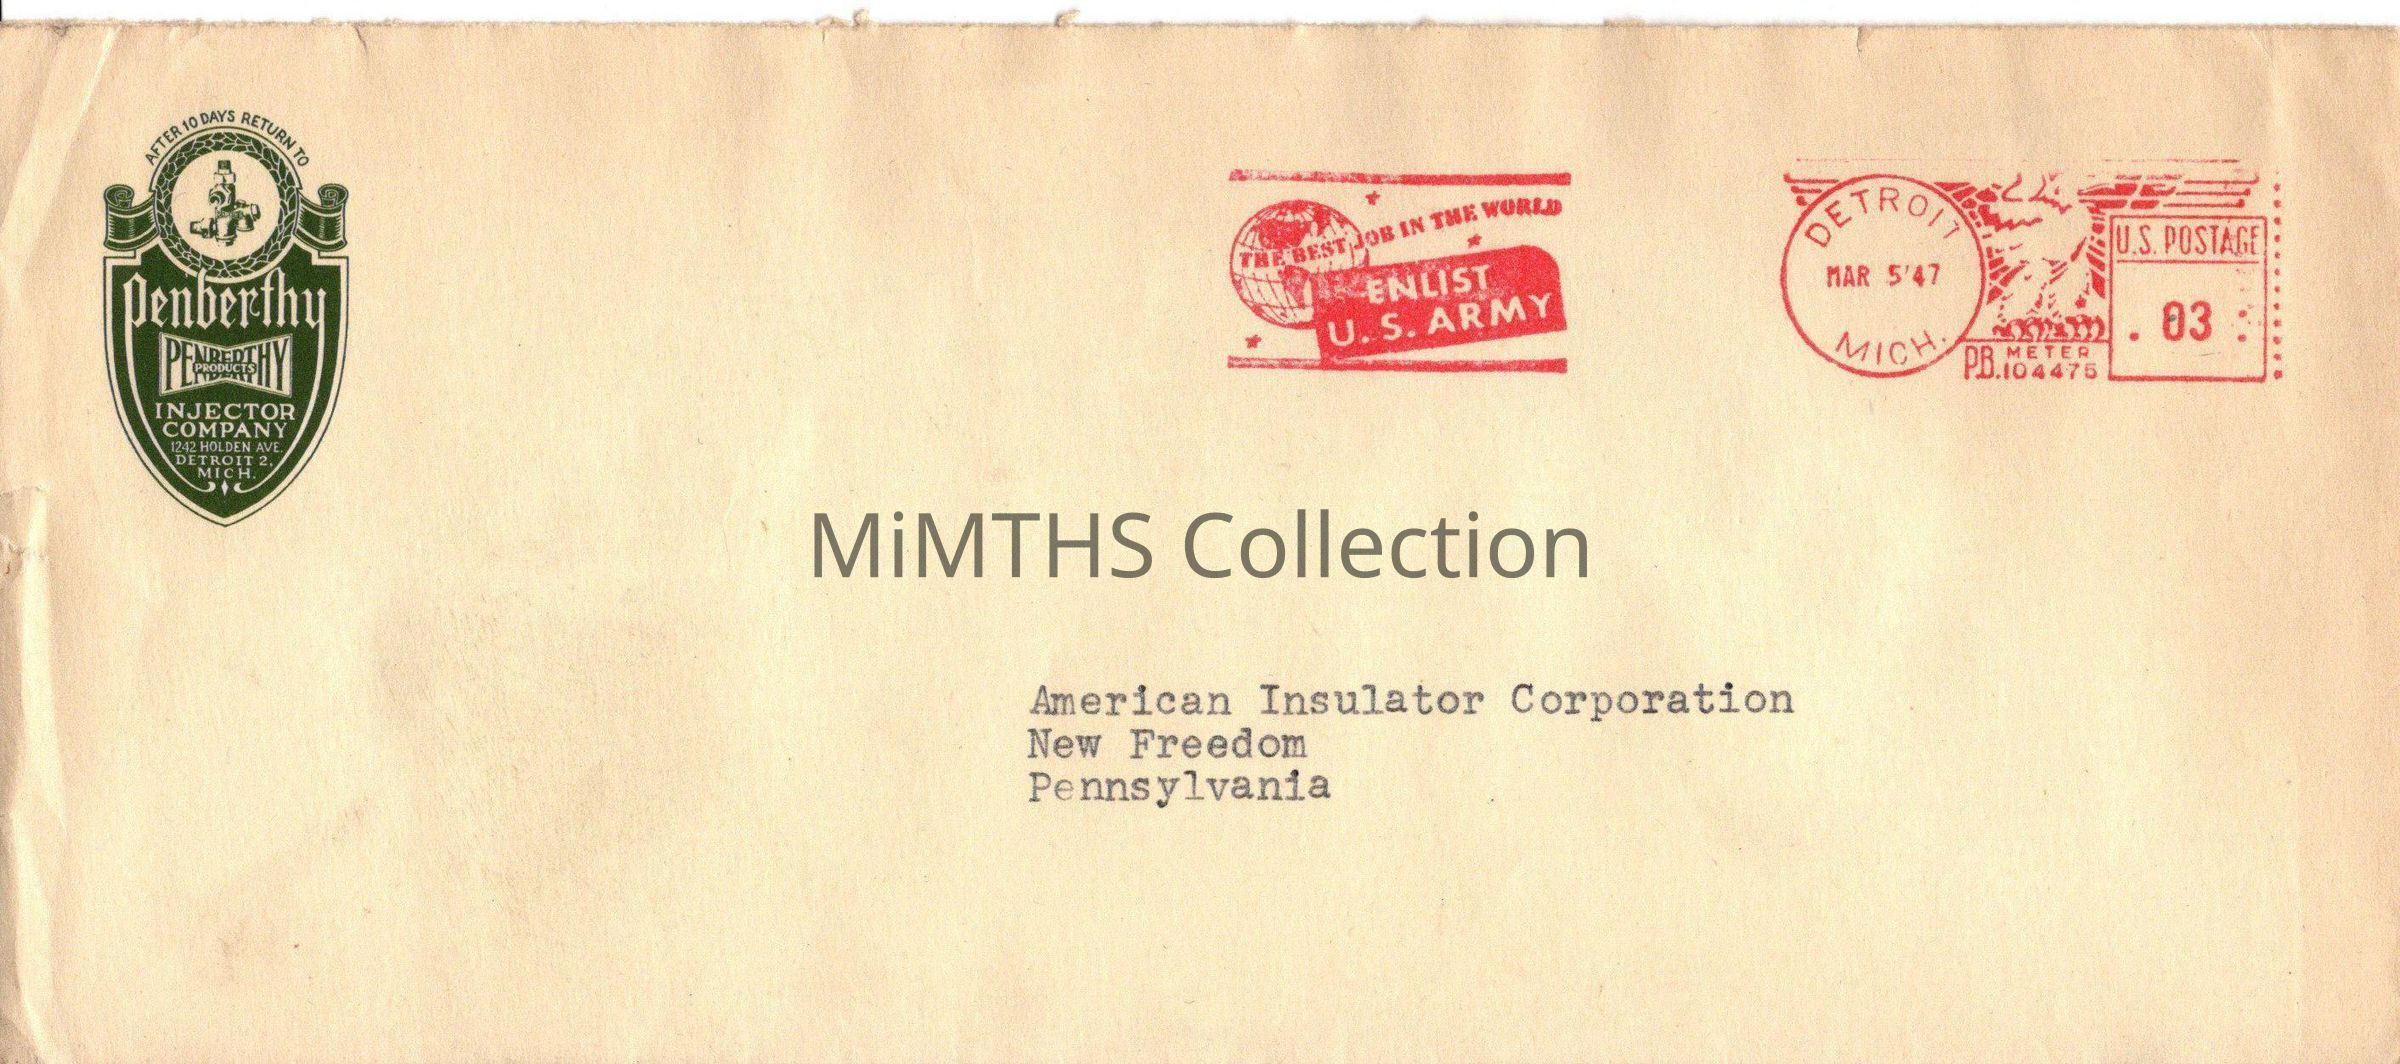 AFTER 10 DAYS RETURN TO
Penberthy
PENBERTHY
PRODUCTS
INJECTOR
COMPANY
1242 HOLDEN AVE.
DETROIT 2,
MICH.
THE BEST JOB IN THE WORLD
ENLIST
U. S. ARMY
DETROIT
MAR 5'47
MICH.
P.B. METER
104475
U.S. POSTAGE
.03
MiMTHS Collection
American Insulator Corporation
New Freedom
Pennsylvania